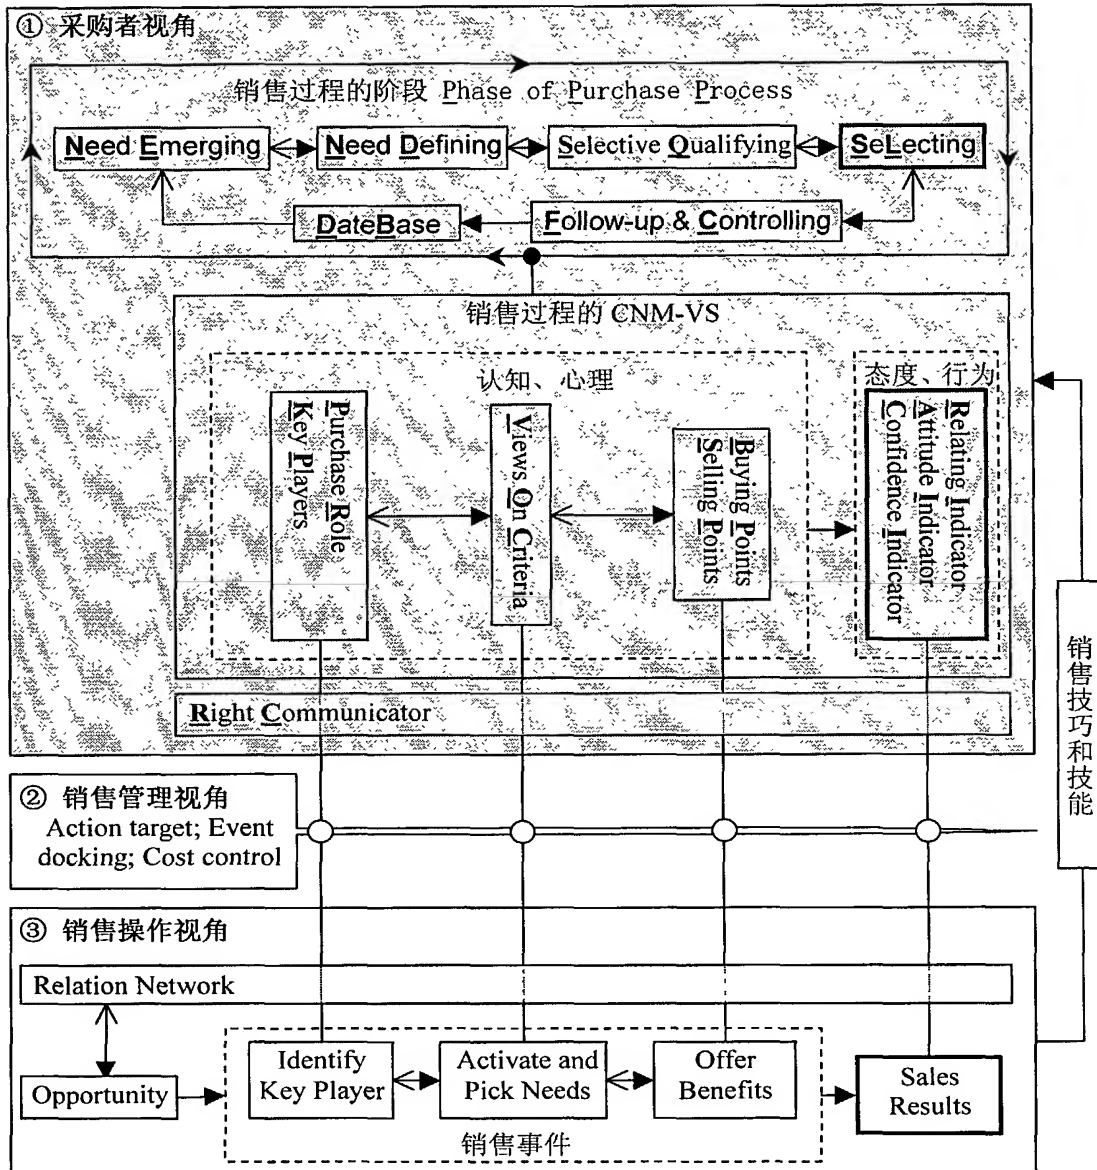 ① 采购者视角
销售过程的阶段 Phase of Purchase Process
Need Emerging
Need Defining
Selective Qualifying
SeLecting
DateBase
Follow-up & Controlling
销售过程的 CNM-VS
认知、心理
态度、行为
Purchase Role
Key Players
Views On Criteria
Buying Points
Selling Points
Relating Indicator
Attitude Indicator
Confidence Indicator
Right Communicator
销售技巧和技能
② 销售管理视角
Action target; Event
docking; Cost control
③ 销售操作视角
Relation Network
Opportunity
Identify
Key Player
Activate and
Pick Needs
Offer
Benefits
Sales
Results
销售事件